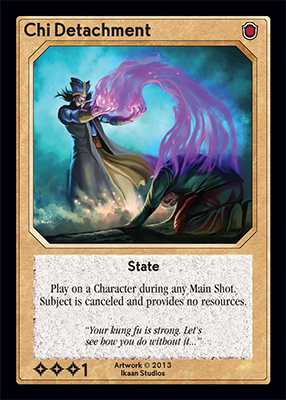 Chi Detachment
State
Play on a Character during any Main Shot.
Subject is canceled and provides no resources.
"Your kung fu is strong. Let's
see how you do without it..."
1
Artwork © 2013
Ikaan Studios